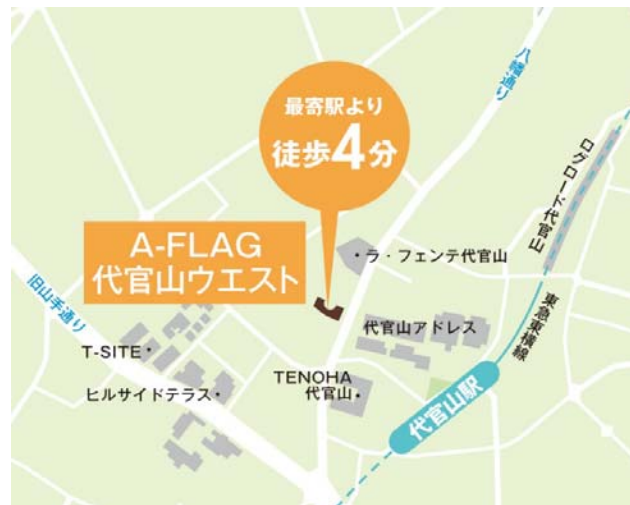 八幡通り
最寄駅より
徒歩4分
ログロード代官山
A-FLAG
代官山ウエスト
・ラ・フェンテ代官山
旧山手通り
東急東横線
代官山アドレス
T-SITE・
TENOHA
代官山・
ヒルサイドテラス・
代官山駅